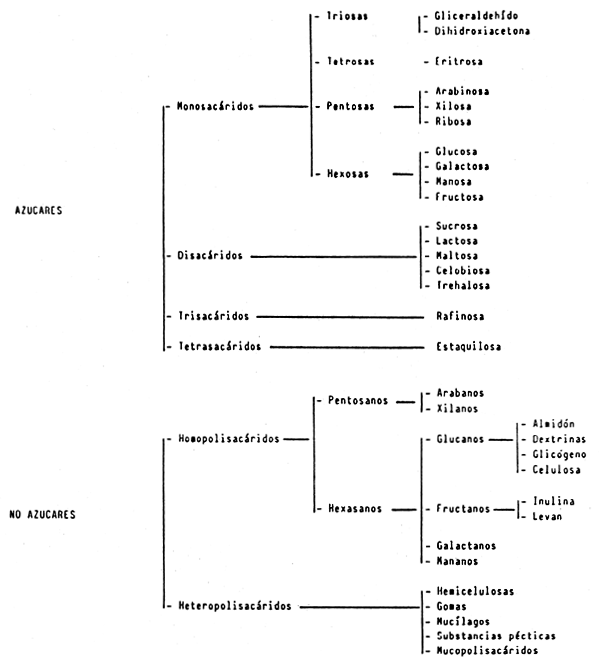 - Triosas - Gliceraldehído
- Dihidroxiacetona
- Tetrosas - Eritrosa
- Arabinosa
- Monosacáridos - Pentosas - Xilosa
- Ribosa
- Glucosa
- Galactosa
- Hexosas - Manosa
- Fructosa
AZUCARES
- Sucrosa
- Lactosa
- Disacáridos - Maltosa
- Celobiosa
- Trehalosa
- Trisacáridos Rafinosa
- Tetrasacáridos Estaquilosa
- Pentosanos - Arabanos
- Xilanos
- Almidón
- Homopolisacáridos - Glucanos - Dextrinas
- Glicógeno
- Celulosa
- Inulina
NO AZUCARES - Hexasanos - Fructanos - Levan
- Galactanos
- Mananos
- Hemicelulosas
- Heteropolisacáridos - Gomas
- Mucílagos
- Substancias pécticas
- Mucopolisacáridos